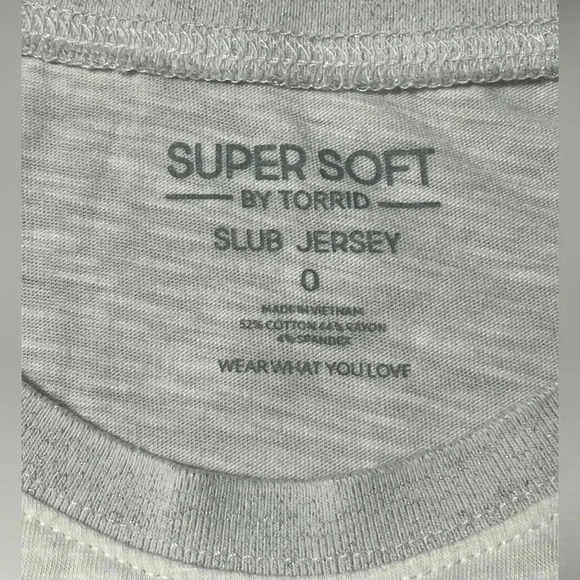 SUPER SOFT
BY TORRID
SLUB JERSEY
0
MADE IN VIETNAM
52% COTTON 44% RAYON
4% SPANDEX
WEAR WHAT YOU LOVE